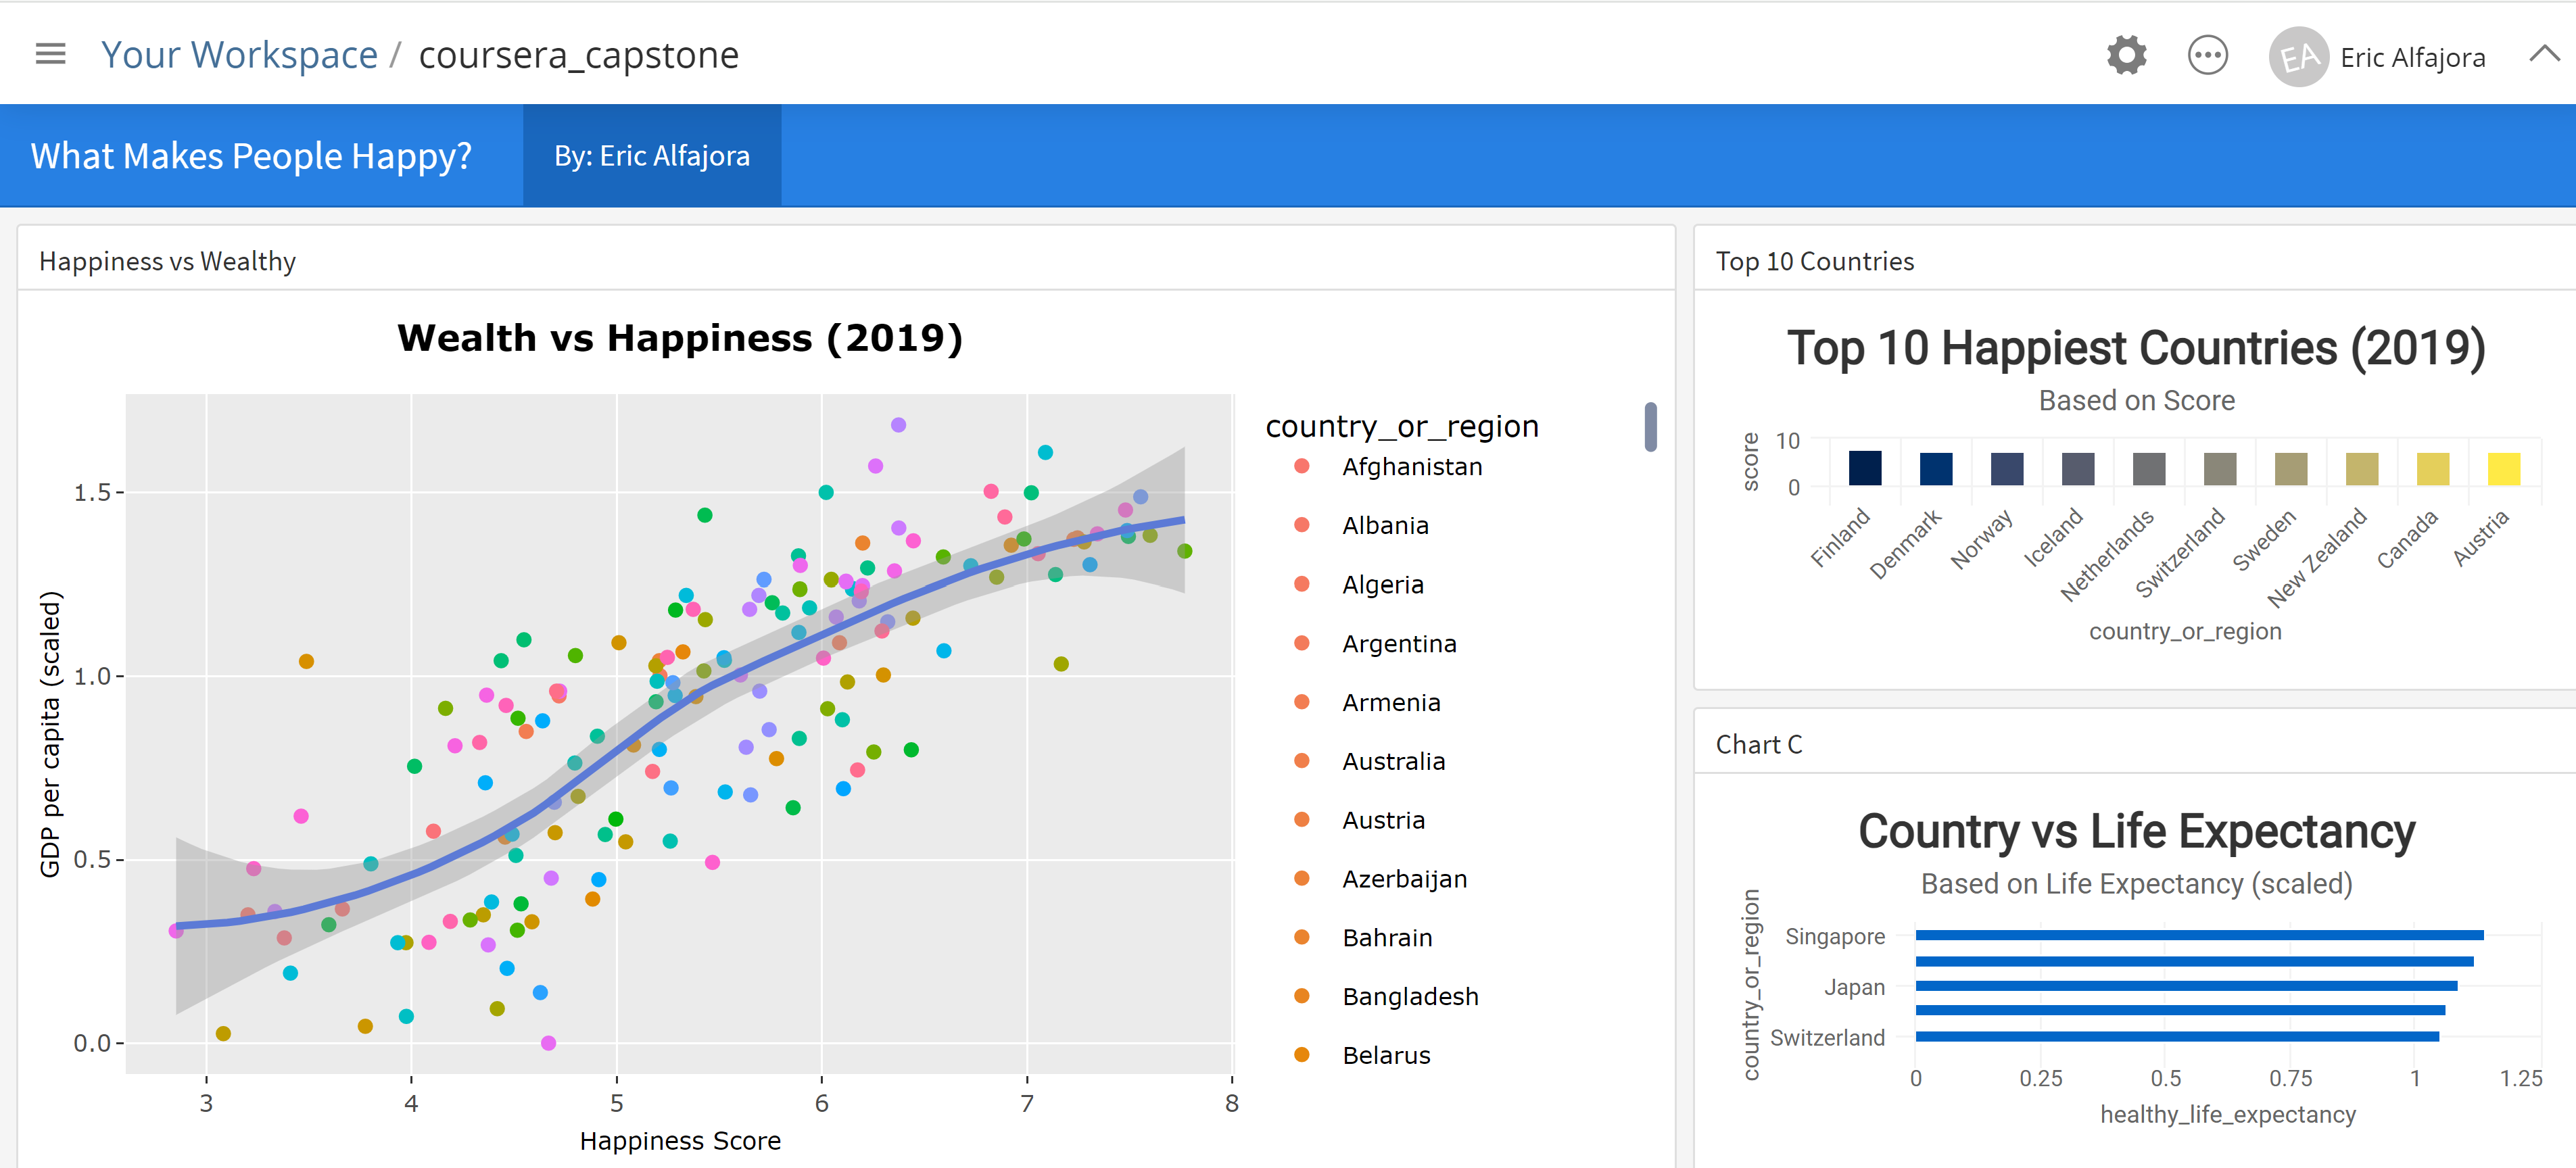 Your Workspace / coursera_capstone
EA Eric Alfajora
What Makes People Happy? By: Eric Alfajora
Happiness vs Wealthy
Wealth vs Happiness (2019)
GDP per capita (scaled)
1.5
1.0
0.5
0.0
3 4 5 6 7 8
Happiness Score
country_or_region
Afghanistan
Albania
Algeria
Argentina
Armenia
Australia
Austria
Azerbaijan
Bahrain
Bangladesh
Belarus
Top 10 Countries
Top 10 Happiest Countries (2019)
Based on Score
score
10
0
Finland Denmark Norway Iceland Netherlands Switzerland Sweden New Zealand Canada Austria
country_or_region
Chart C
Country vs Life Expectancy
Based on Life Expectancy (scaled)
country_or_region
Singapore
Japan
Switzerland
0 0.25 0.5 0.75 1 1.25
healthy_life_expectancy